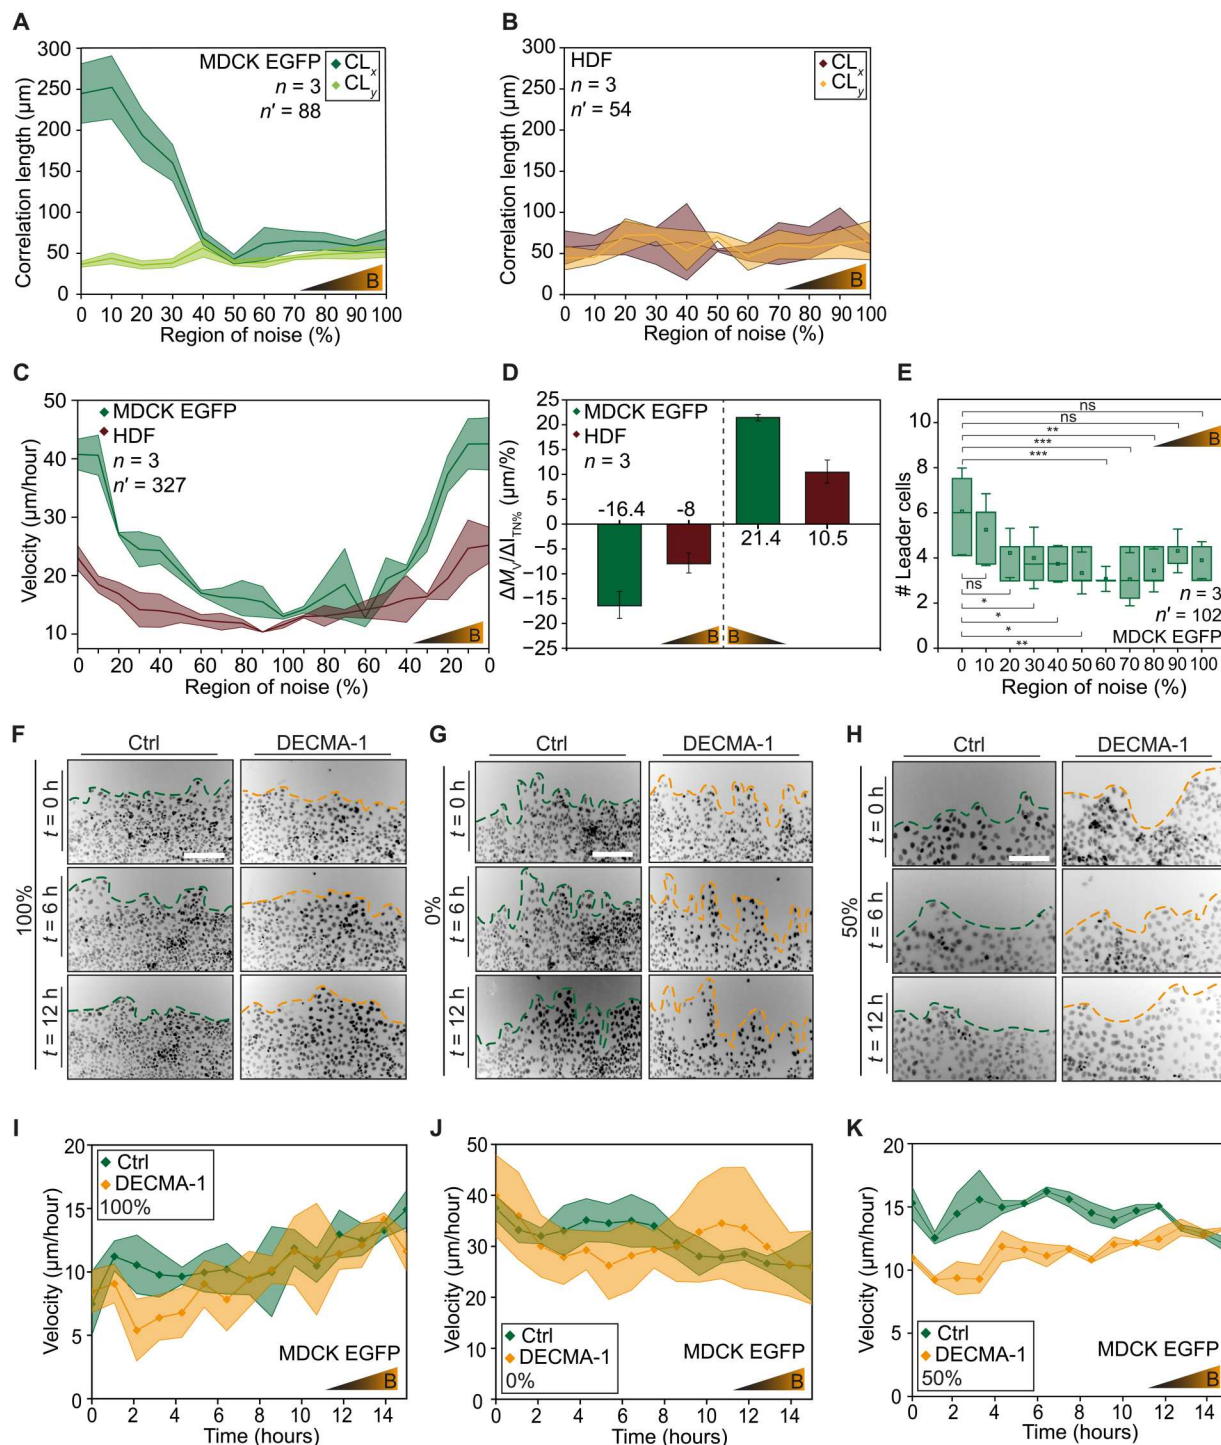 A
300
250
200
150
100
50
0
Correlation length (µm)
MDCK EGFP
n = 3
n′ = 88
CLx
CLy
B
0 10 20 30 40 50 60 70 80 90 100
Region of noise (%)
B
300
250
200
150
100
50
0
Correlation length (µm)
HDF
n = 3
n′ = 54
CLx
CLy
B
0 10 20 30 40 50 60 70 80 90 100
Region of noise (%)
C
50
40
30
20
10
Velocity (µm/hour)
MDCK EGFP
HDF
n = 3
n′ = 327
B
0 20 40 60 80 100 80 60 40 20 0
Region of noise (%)
D
25
20
15
10
5
0
−5
−10
−15
−20
−25
ΔMV/ΔITN% (µm/%)
MDCK EGFP
HDF
n = 3
-16.4
-8
21.4
10.5
B
B
E
10
8
6
4
2
0
# Leader cells
ns
ns
**
***
***
B
ns
*
*
*
**
n = 3
n′ = 102
MDCK EGFP
0 10 20 30 40 50 60 70 80 90 100
Region of noise (%)
F
Ctrl
DECMA-1
100%
t = 0 h
t = 6 h
t = 12 h
G
Ctrl
DECMA-1
0%
t = 0 h
t = 6 h
t = 12 h
H
Ctrl
DECMA-1
50%
t = 0 h
t = 6 h
t = 12 h
I
20
15
10
5
0
Velocity (µm/hour)
Ctrl
DECMA-1
100%
MDCK EGFP
B
0 2 4 6 8 10 12 14
Time (hours)
J
50
40
30
20
10
0
Velocity (µm/hour)
Ctrl
DECMA-1
0%
MDCK EGFP
B
0 2 4 6 8 10 12 14
Time (hours)
K
20
15
10
5
0
Velocity (µm/hour)
Ctrl
DECMA-1
50%
MDCK EGFP
B
0 2 4 6 8 10 12 14
Time (hours)